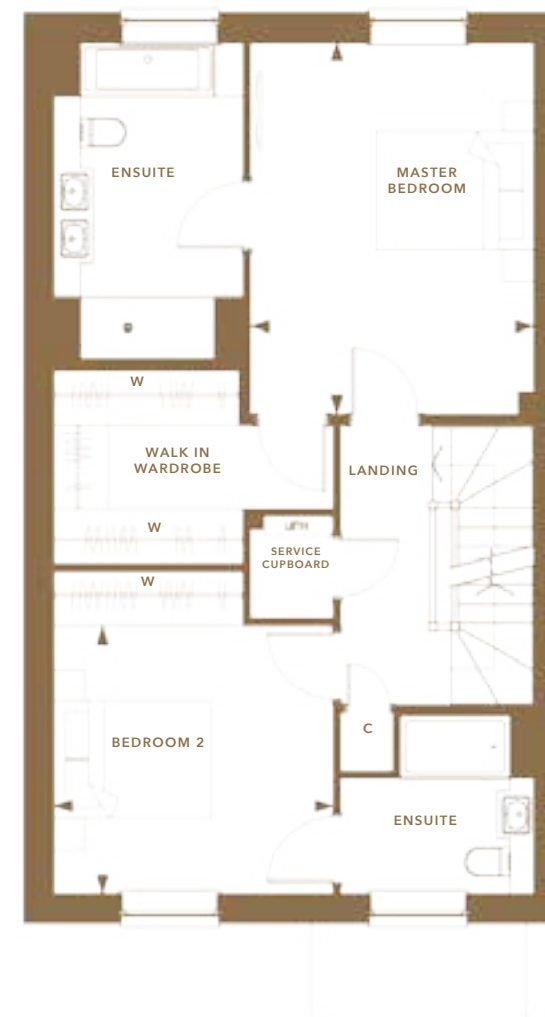 ENSUITE
MASTER
BEDROOM
W
WALK IN
WARDROBE
LANDING
W
SERVICE
CUPBOARD
W
BEDROOM 2
C
ENSUITE